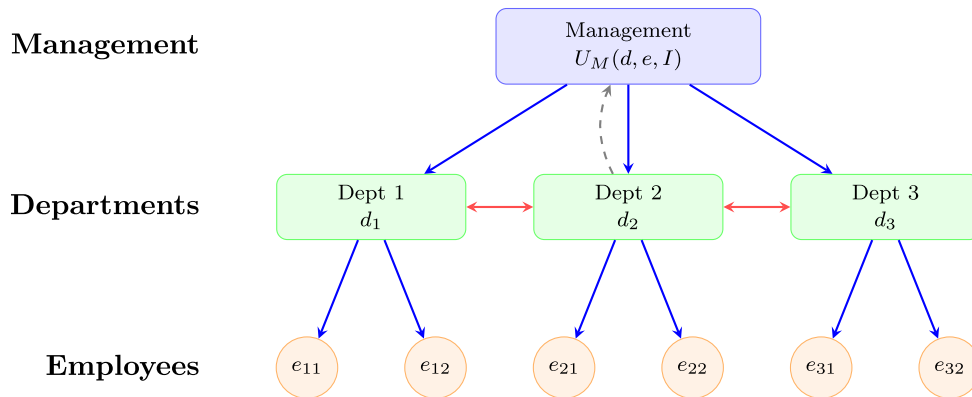 Management
Management
U_M(d, e, I)
Departments
Dept 1
d_1
Dept 2
d_2
Dept 3
d_3
Employees
e_11
e_12
e_21
e_22
e_31
e_32